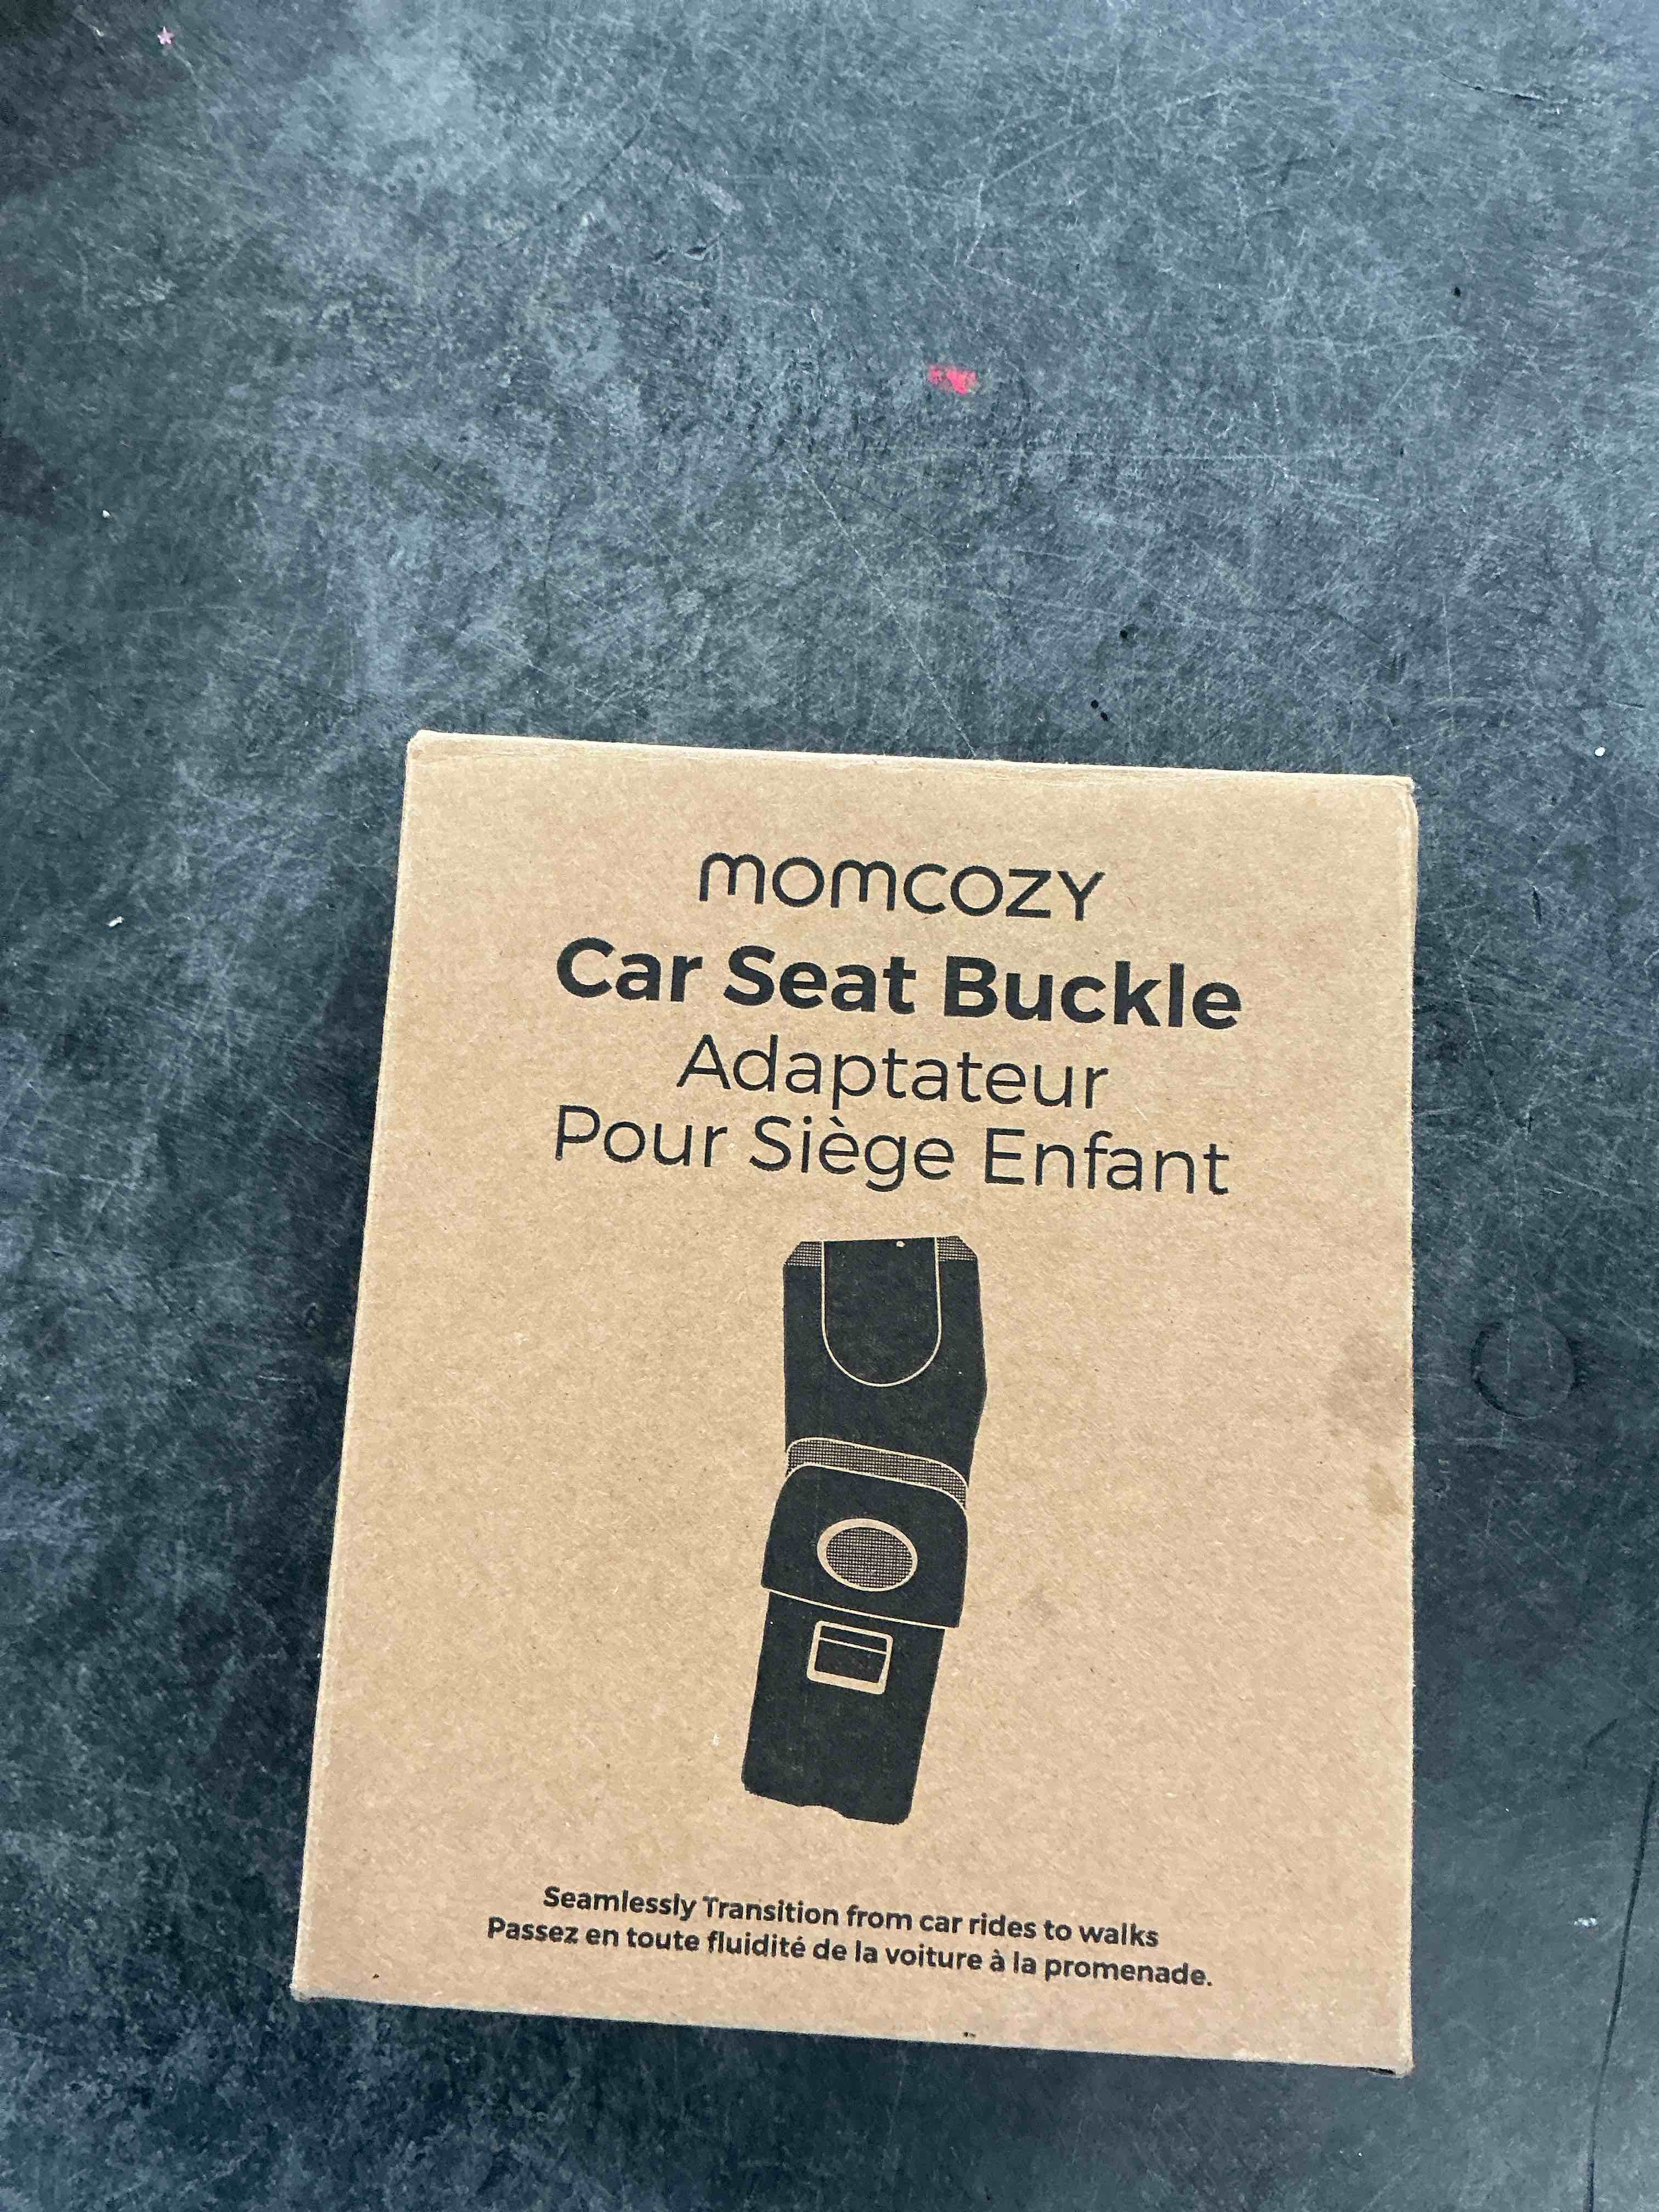 momcozy
Car Seat Buckle
Adaptateur
Pour Siège Enfant
Seamlessly Transition from car rides to walks
Passez en toute fluidité de la voiture à la promenade.